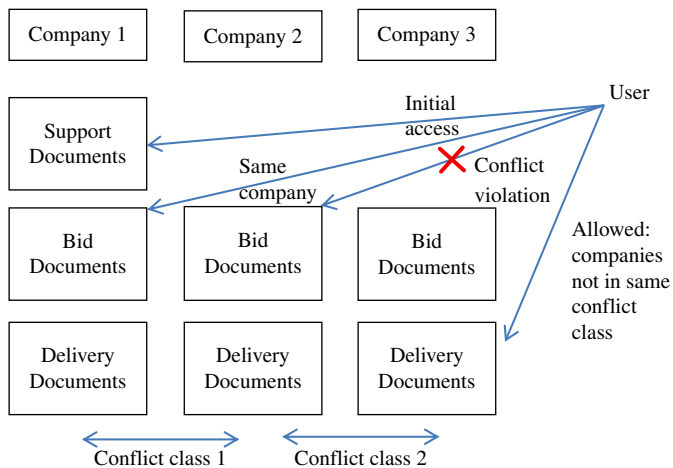 Company 1
Company 2
Company 3
User
Initial
access
Support
Documents
Same
company
Conflict
violation
Bid
Documents
Bid
Documents
Bid
Documents
Allowed:
companies
not in same
conflict
class
Delivery
Documents
Delivery
Documents
Delivery
Documents
Conflict class 1
Conflict class 2